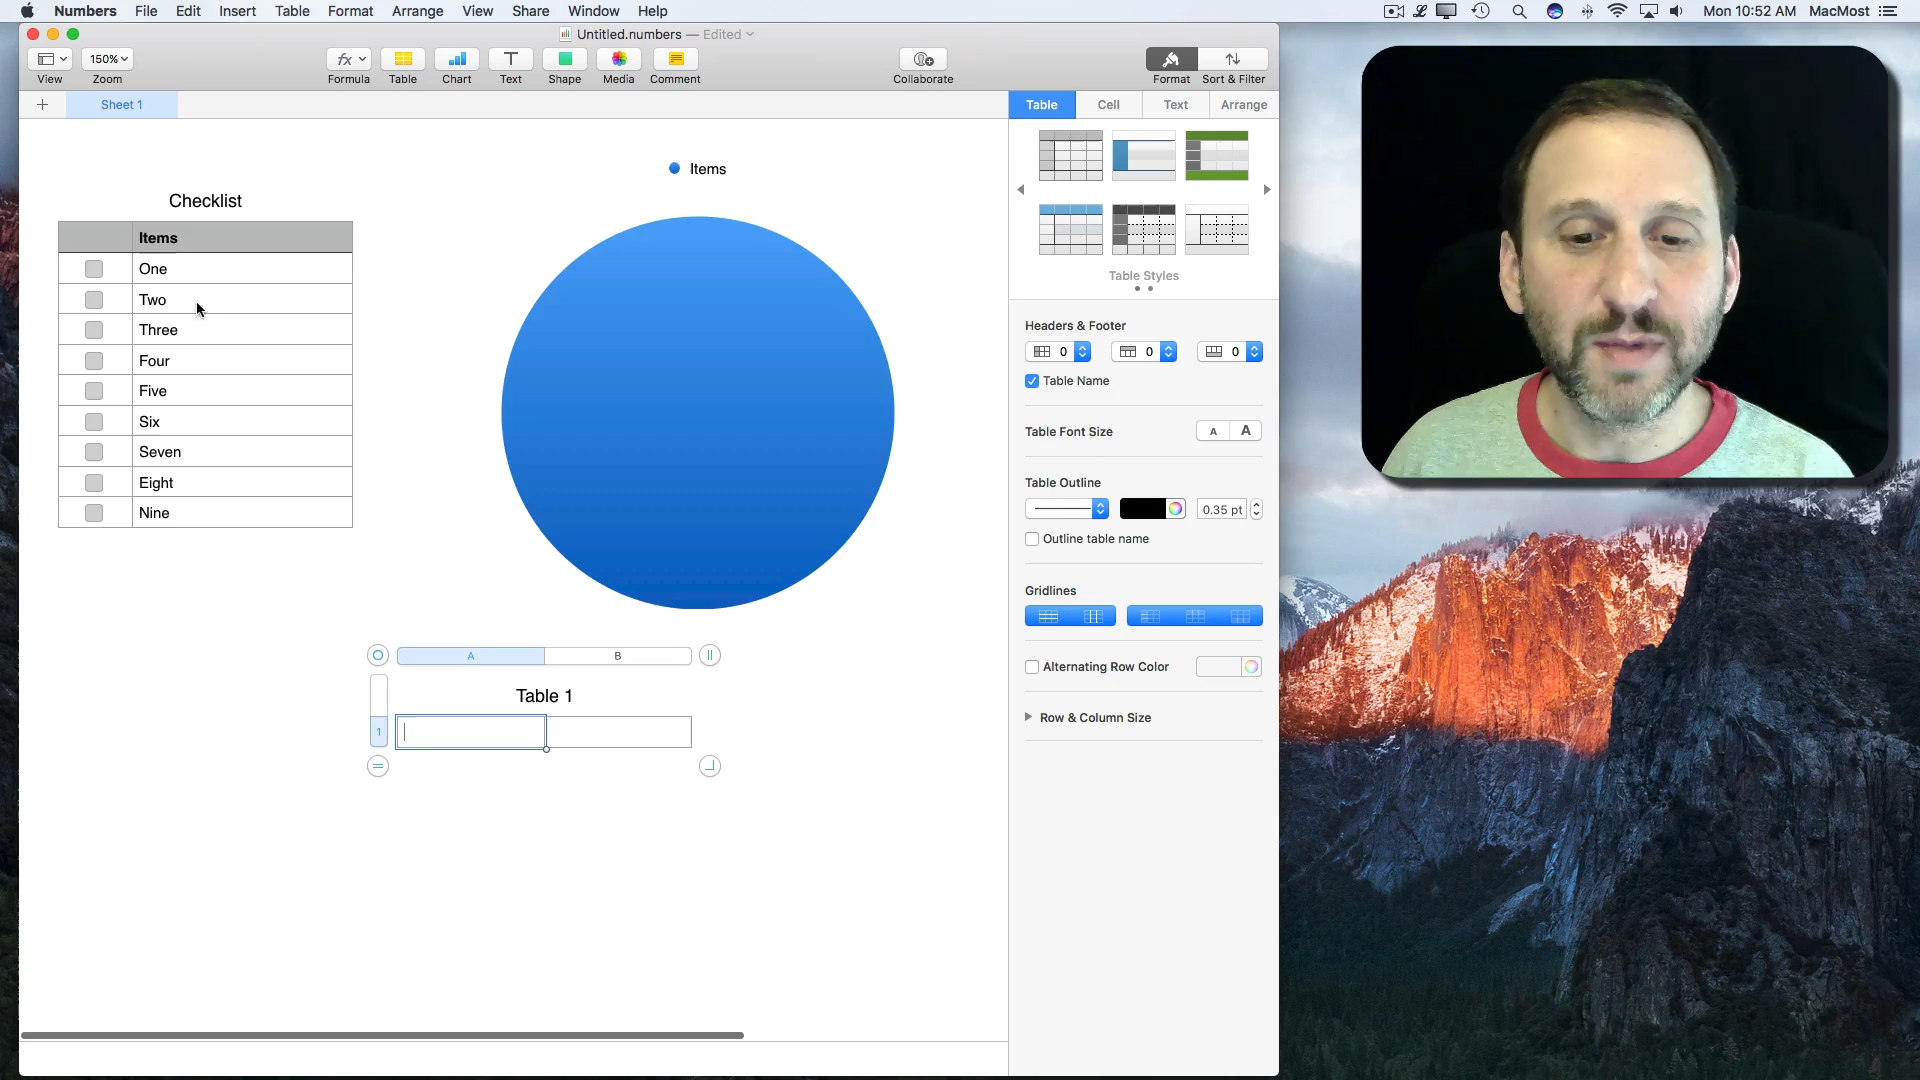 Numbers File Edit Insert Table Format Arrange View Share Window Help
Mon 10:52 AM MacMost
Untitled.numbers — Edited
150%
View Zoom
Formula Table Chart Text Shape Media Comment
Collaborate
Format Sort & Filter
Sheet 1
Table Cell Text Arrange
Items
Checklist
Items
One
Two
Three
Four
Five
Six
Seven
Eight
Nine
A B
Table 1
1
Table Styles
Headers & Footer
0 0 0
Table Name
Table Font Size A A
Table Outline
0.35 pt
Outline table name
Gridlines
Alternating Row Color
Row & Column Size